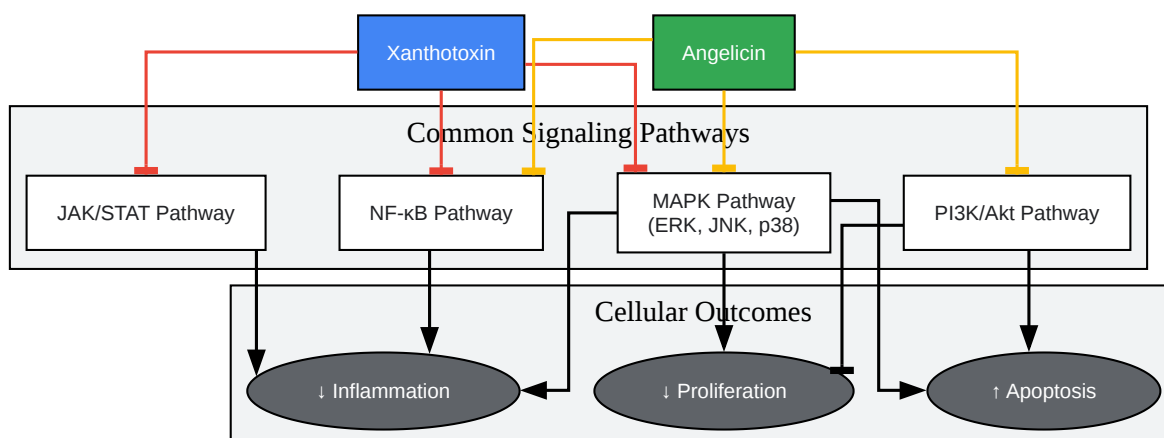 Xanthotoxin
Angelicin
Common Signaling Pathways
JAK/STAT Pathway
NF-κB Pathway
MAPK Pathway
(ERK, JNK, p38)
PI3K/Akt Pathway
Cellular Outcomes
↓ Inflammation
↓ Proliferation
↑ Apoptosis